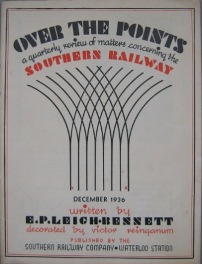 OVER THE POINTS
a quarterly review of matters concerning the
SOUTHERN RAILWAY
DECEMBER 1936
written by
E.P. LEIGH-BENNETT
decorated by victor reinganum
PUBLISHED BY THE
SOUTHERN RAILWAY COMPANY • WATERLOO STATION